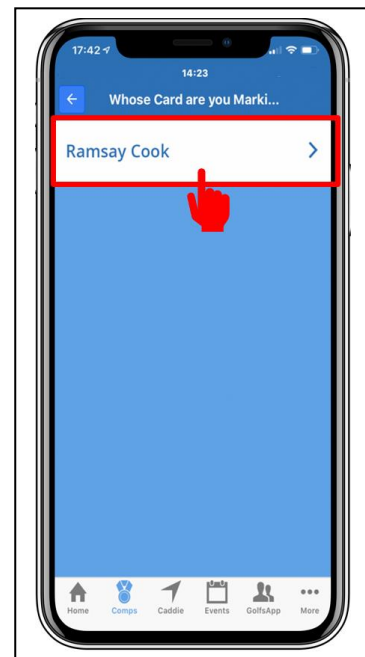 17:42
14:23
Whose Card are you Marki...
Ramsay Cook
Home Comps Caddie Events GolfsApp More